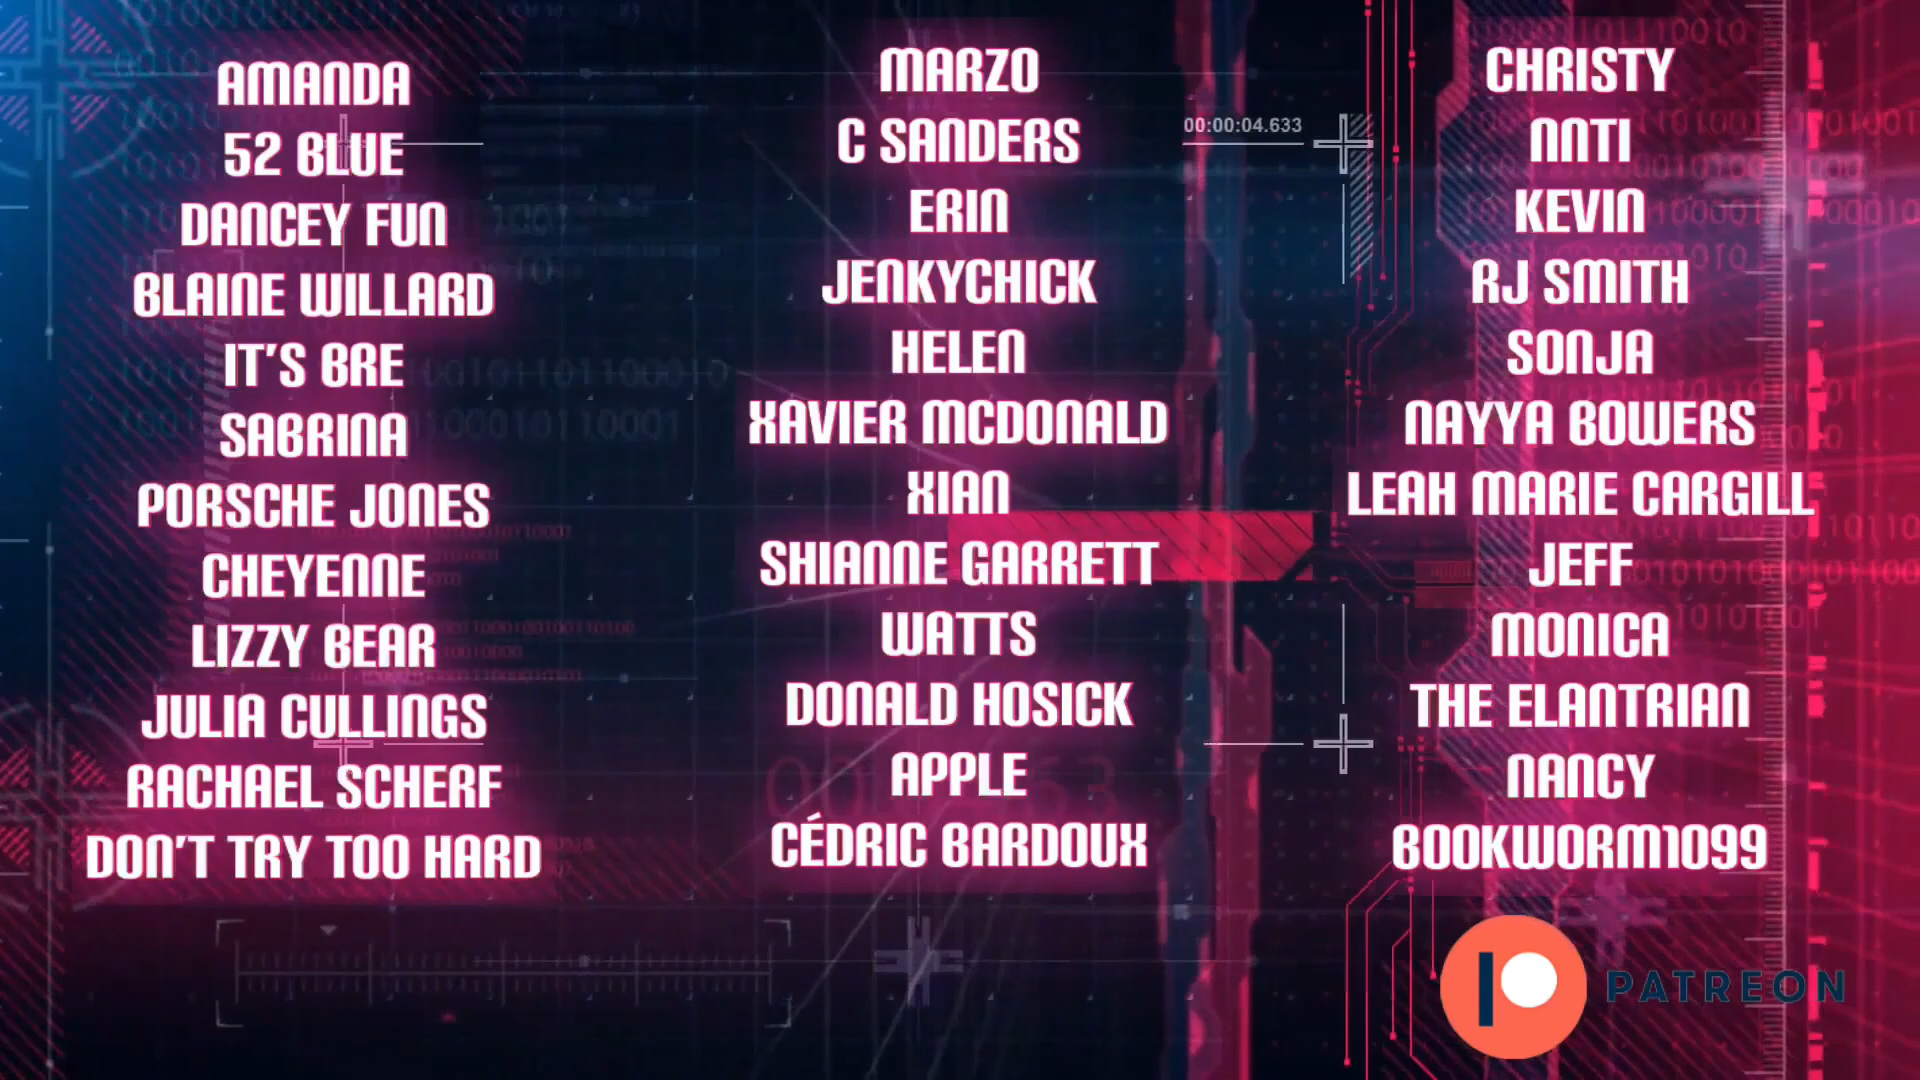 AMANDA
52 BLUE
DANCEY FUN
BLAINE WILLARD
IT'S BRE
SABRINA
PORSCHE JONES
CHEYENNE
LIZZY BEAR
JULIA CULLINGS
RACHAEL SCHERF
DON'T TRY TOO HARD
MARZO
C SANDERS
ERIN
JENKYCHICK
HELEN
XAVIER MCDONALD
XIAN
SHIANNE GARRETT
WATTS
DONALD HOSICK
APPLE
CÉDRIC BARDOUX
00:00:04.633
CHRISTY
NNTI
KEVIN
RJ SMITH
SONJA
NAYYA BOWERS
LEAH MARIE CARGILL
JEFF
MONICA
THE ELANTRIAN
NANCY
BOOKWORM1099
PATREON